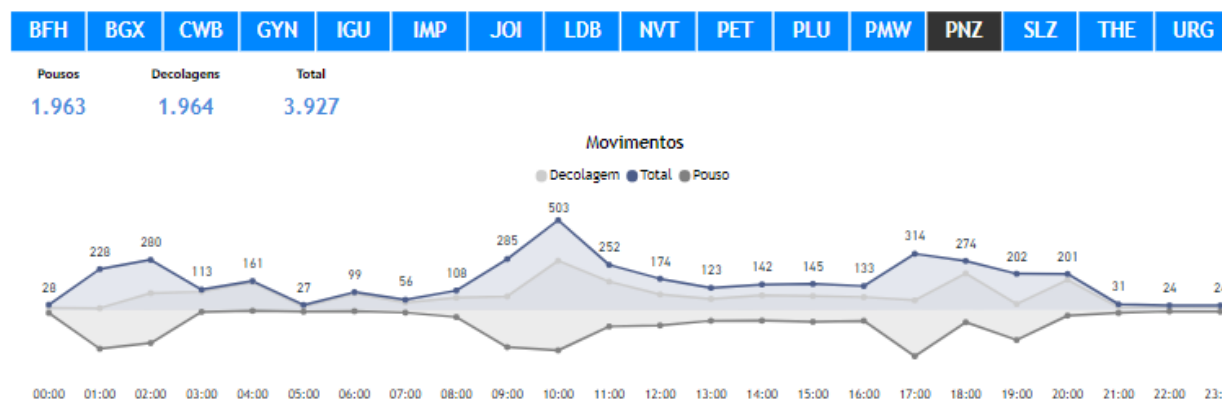 BFH BGX CWB GYN IGU IMP JOI LDB NVT PET PLU PMW PNZ SLZ THE URG
Pousos Decolagens Total
1.963 1.964 3.927
Movimentos
Decolagem Total Pouso
28 228 280 113 161 27 99 56 108 285 503 252 174 123 142 145 133 314 274 202 201 31 24
00:00 01:00 02:00 03:00 04:00 05:00 06:00 07:00 08:00 09:00 10:00 11:00 12:00 13:00 14:00 15:00 16:00 17:00 18:00 19:00 20:00 21:00 22:00